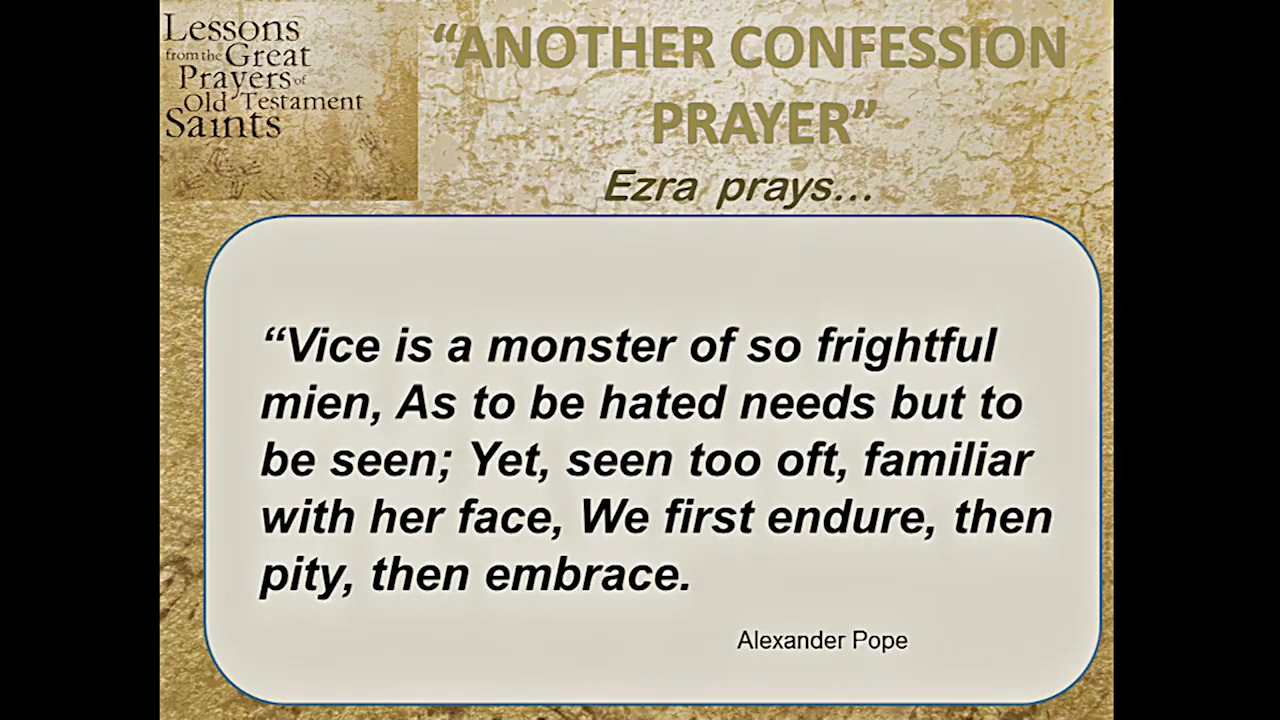 Lessons
from the Great
Prayers of
Old Testament
Saints
“ANOTHER CONFESSION
PRAYER”
Ezra prays...
“Vice is a monster of so frightful
mien, As to be hated needs but to
be seen; Yet, seen too oft, familiar
with her face, We first endure, then
pity, then embrace.
Alexander Pope